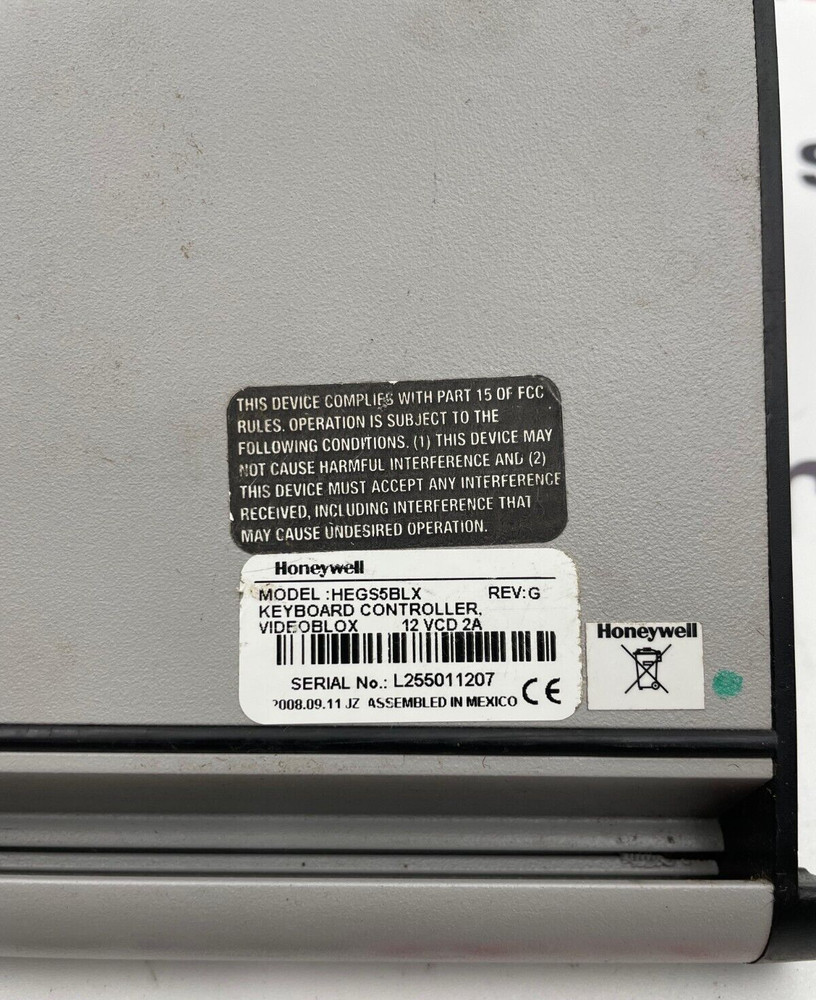 THIS DEVICE COMPLIES WITH PART 15 OF FCC
RULES. OPERATION IS SUBJECT TO THE
FOLLOWING CONDITIONS. (1) THIS DEVICE MAY
NOT CAUSE HARMFUL INTERFERENCE AND (2)
THIS DEVICE MUST ACCEPT ANY INTERFERENCE
RECEIVED, INCLUDING INTERFERENCE THAT
MAY CAUSE UNDESIRED OPERATION.
Honeywell
MODEL :HEGS5BLX REV:G
KEYBOARD CONTROLLER,
VIDEOBLOX 12 VCD 2A
SERIAL No.: L255011207
2008.09.11 JZ ASSEMBLED IN MEXICO CE
Honeywell